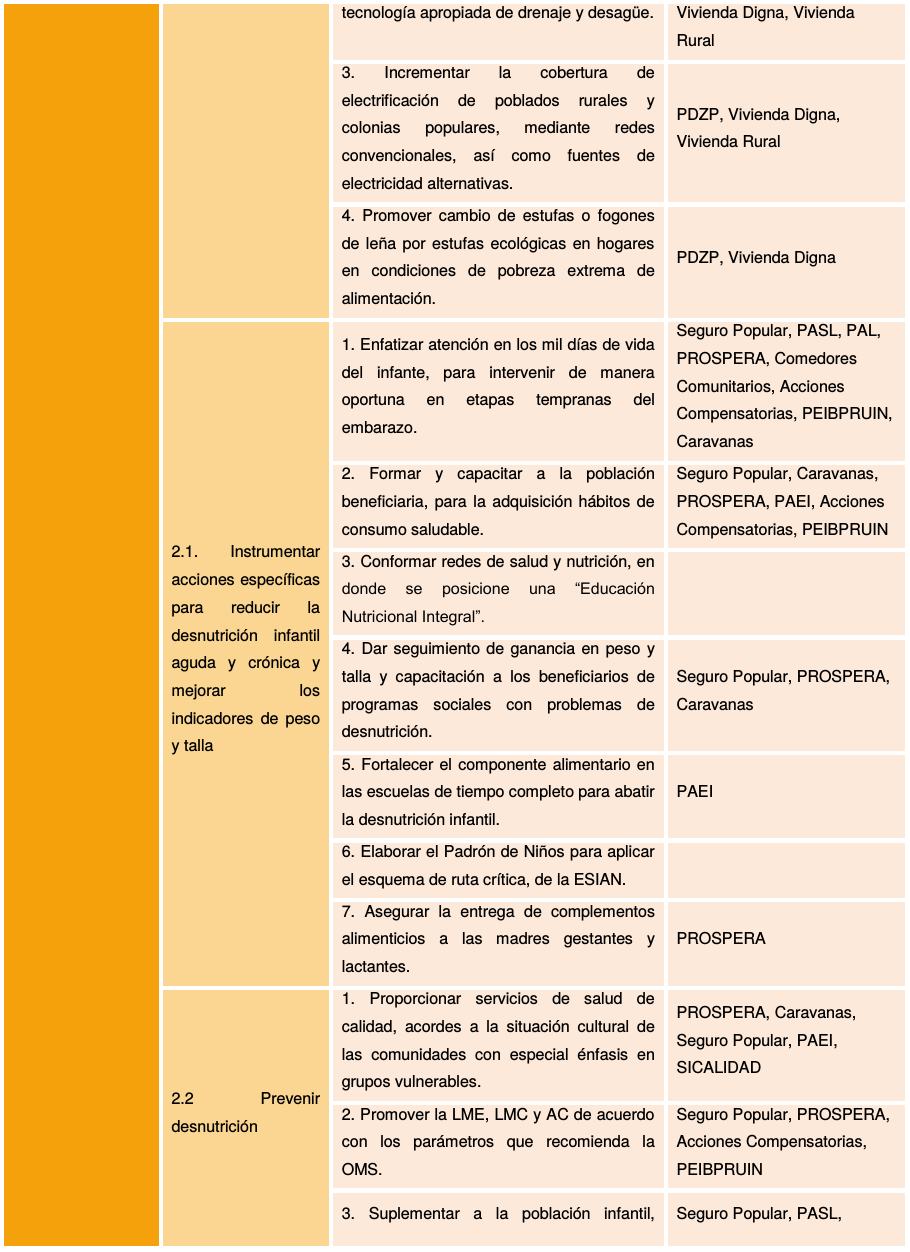 tecnología apropiada de drenaje y desagüe.
Vivienda Digna, Vivienda
Rural
3. Incrementar la cobertura de
electrificación de poblados rurales y
colonias populares, mediante redes
convencionales, así como fuentes de
electricidad alternativas.
PDZP, Vivienda Digna,
Vivienda Rural
4. Promover cambio de estufas o fogones
de leña por estufas ecológicas en hogares
en condiciones de pobreza extrema de
alimentación.
PDZP, Vivienda Digna
2.1. Instrumentar
acciones específicas
para reducir la
desnutrición infantil
aguda y crónica y
mejorar los
indicadores de peso
y talla
1. Enfatizar atención en los mil días de vida
del infante, para intervenir de manera
oportuna en etapas tempranas del
embarazo.
Seguro Popular, PASL, PAL,
PROSPERA, Comedores
Comunitarios, Acciones
Compensatorias, PEIBPRUIN,
Caravanas
2. Formar y capacitar a la población
beneficiaria, para la adquisición hábitos de
consumo saludable.
Seguro Popular, Caravanas,
PROSPERA, PAEI, Acciones
Compensatorias, PEIBPRUIN
3. Conformar redes de salud y nutrición, en
donde se posicione una “Educación
Nutricional Integral”.
4. Dar seguimiento de ganancia en peso y
talla y capacitación a los beneficiarios de
programas sociales con problemas de
desnutrición.
Seguro Popular, PROSPERA,
Caravanas
5. Fortalecer el componente alimentario en
las escuelas de tiempo completo para abatir
la desnutrición infantil.
PAEI
6. Elaborar el Padrón de Niños para aplicar
el esquema de ruta crítica, de la ESIAN.
7. Asegurar la entrega de complementos
alimenticios a las madres gestantes y
lactantes.
PROSPERA
2.2 Prevenir
desnutrición
1. Proporcionar servicios de salud de
calidad, acordes a la situación cultural de
las comunidades con especial énfasis en
grupos vulnerables.
PROSPERA, Caravanas,
Seguro Popular, PAEI,
SICALIDAD
2. Promover la LME, LMC y AC de acuerdo
con los parámetros que recomienda la
OMS.
Seguro Popular, PROSPERA,
Acciones Compensatorias,
PEIBPRUIN
3. Suplementar a la población infantil,
Seguro Popular, PASL,